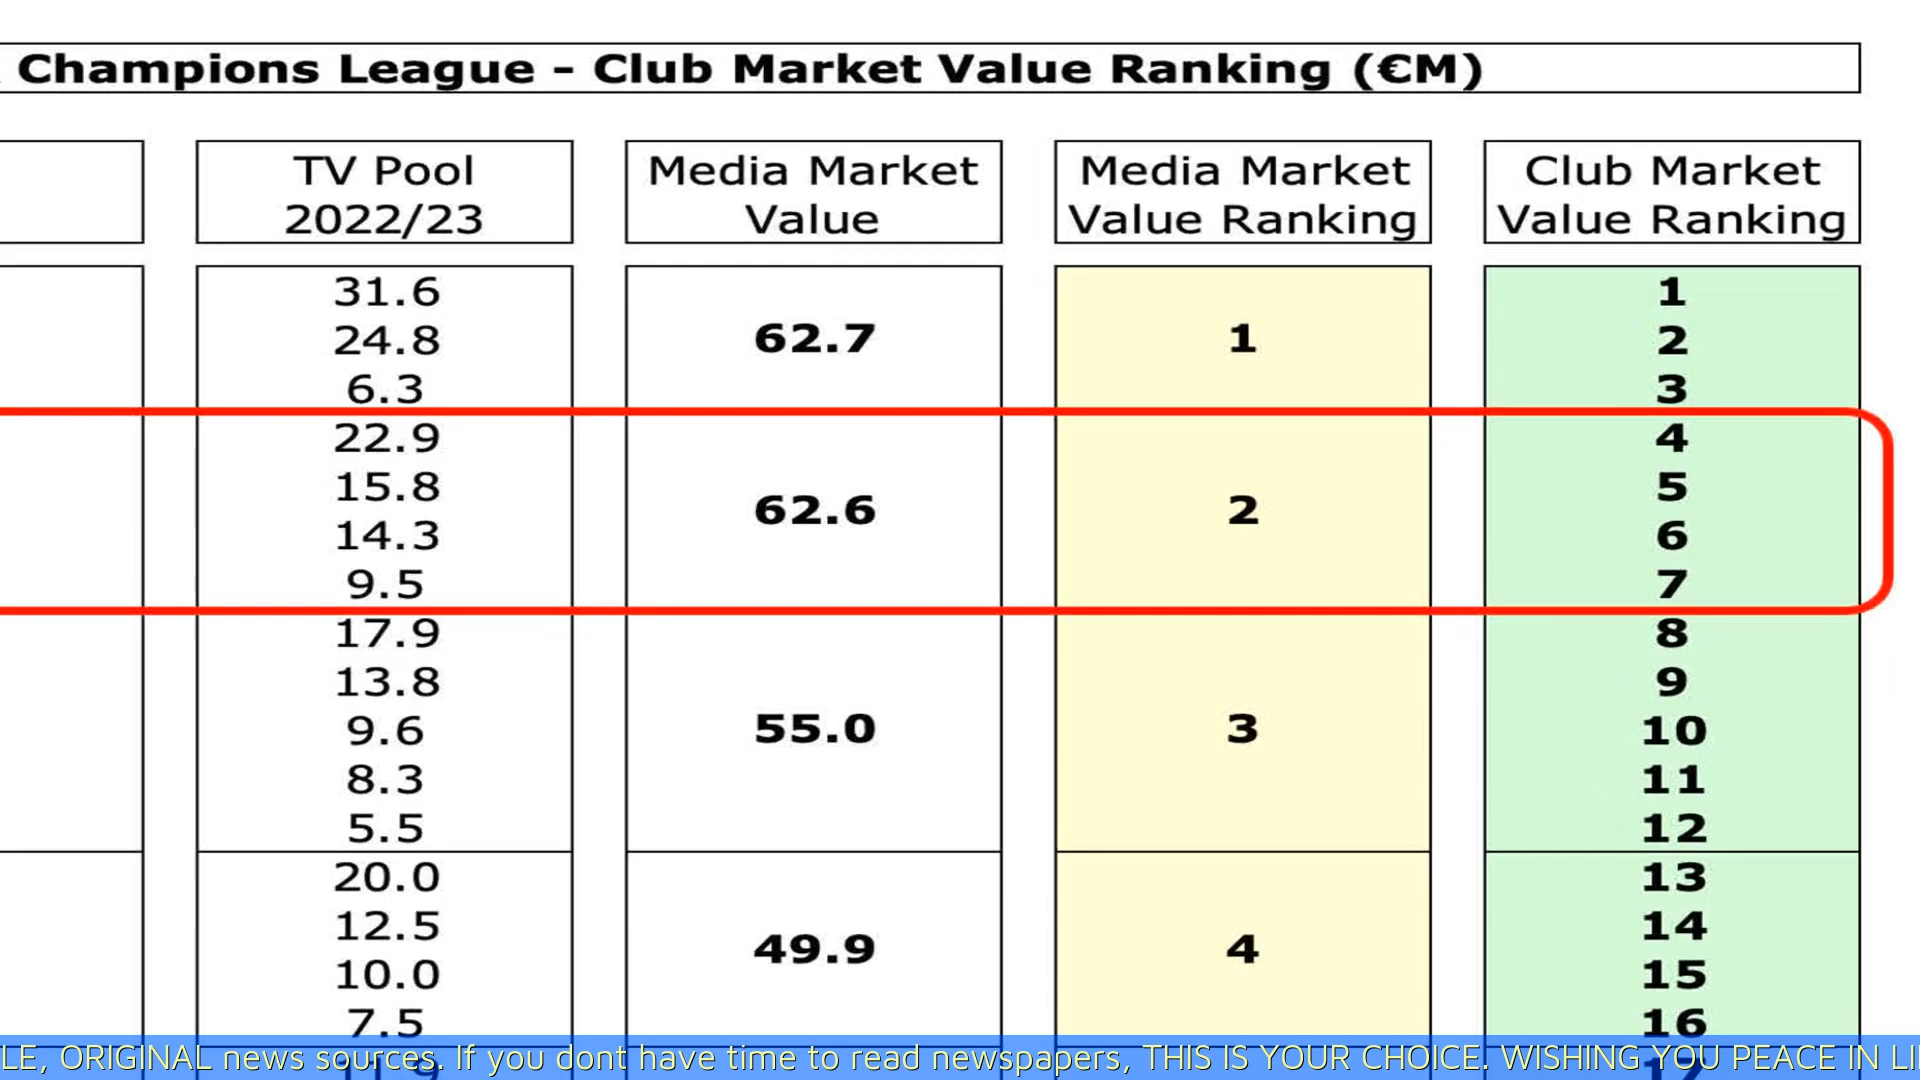 Champions League - Club Market Value Ranking (€M)
TV Pool 2022/23
Media Market Value
Media Market Value Ranking
Club Market Value Ranking
31.6 62.7 1 1
24.8 2
6.3 3
22.9 62.6 2 4
15.8 5
14.3 6
9.5 7
17.9 55.0 3 8
13.8 9
9.6 10
8.3 11
5.5 12
20.0 49.9 4 13
12.5 14
10.0 15
7.5 16
11.9 17
LE, ORIGINAL news sources. If you dont have time to read newspapers, THIS IS YOUR CHOICE. WISHING YOU PEACE IN LI